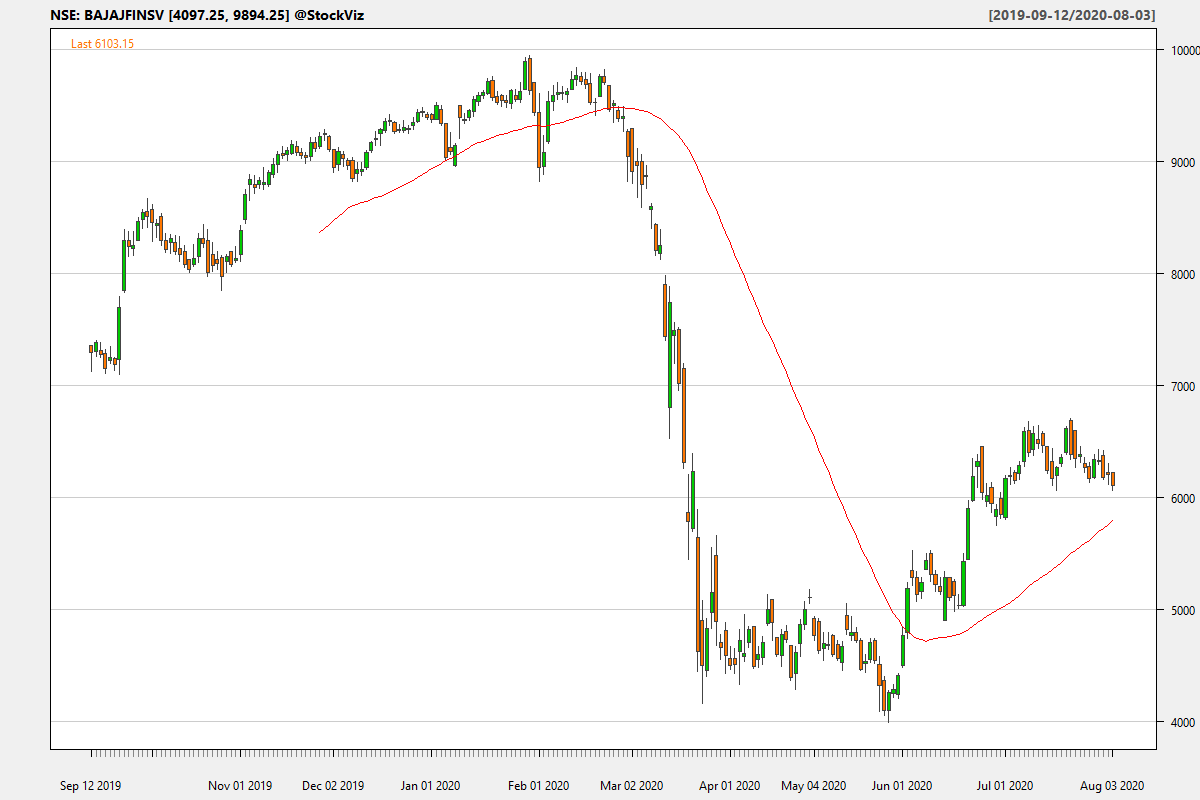 NSE: BAJAJFINSV [4097.25, 9894.25] @StockViz
[2019-09-12/2020-08-03]
Last 6103.15
10000
9000
8000
7000
6000
5000
4000
Sep 12 2019 Nov 01 2019 Dec 02 2019 Jan 01 2020 Feb 01 2020 Mar 02 2020 Apr 01 2020 May 04 2020 Jun 01 2020 Jul 01 2020 Aug 03 2020